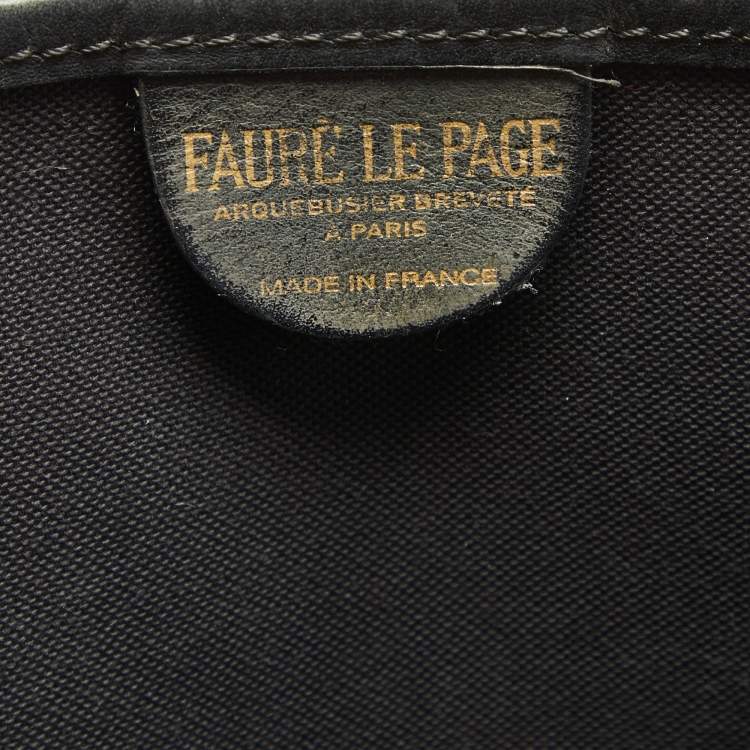 FAURÉ LE PAGE
ARQUEBUSIER BREVETÉ
À PARIS
MADE IN FRANCE